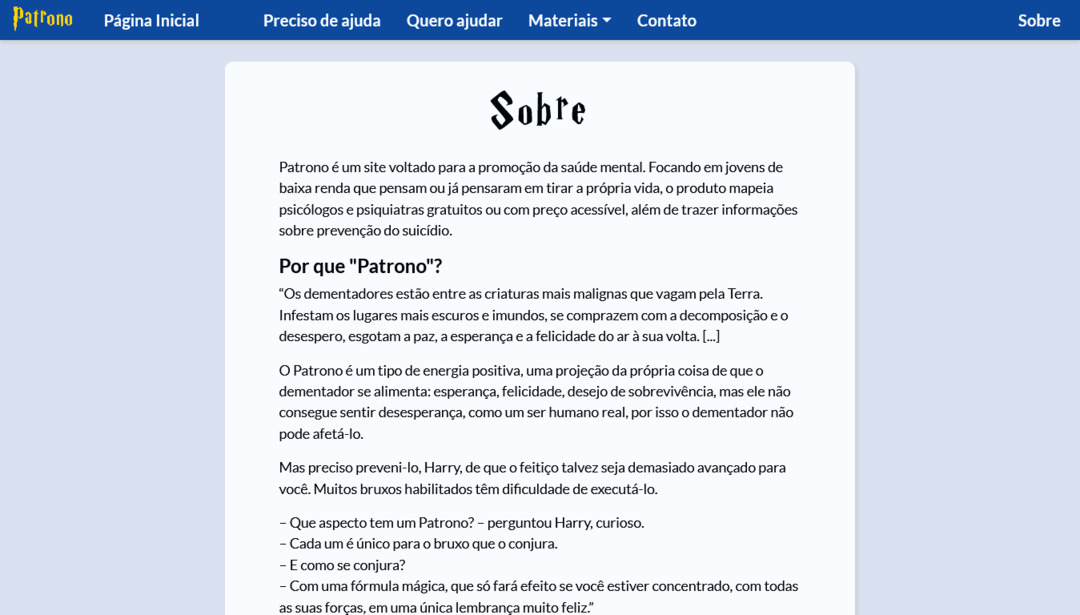 Patrono Página Inicial Preciso de ajuda Quero ajudar Materiais Contato Sobre
Sobre
Patrono é um site voltado para a promoção da saúde mental. Focando em jovens de
baixa renda que pensam ou já pensaram em tirar a própria vida, o produto mapeia
psicólogos e psiquiatras gratuitos ou com preço acessível, além de trazer informações
sobre prevenção do suicídio.
Por que "Patrono"?
“Os dementadores estão entre as criaturas mais malignas que vagam pela Terra.
Infestam os lugares mais escuros e imundos, se comprazem com a decomposição e o
desespero, esgotam a paz, a esperança e a felicidade do ar à sua volta. [...]
O Patrono é um tipo de energia positiva, uma projeção da própria coisa de que o
dementador se alimenta: esperança, felicidade, desejo de sobrevivência, mas ele não
consegue sentir desesperança, como um ser humano real, por isso o dementador não
pode afetá-lo.
Mas preciso preveni-lo, Harry, de que o feitiço talvez seja demasiado avançado para
você. Muitos bruxos habilitados têm dificuldade de executá-lo.
– Que aspecto tem um Patrono? – perguntou Harry, curioso.
– Cada um é único para o bruxo que o conjura.
– E como se conjura?
– Com uma fórmula mágica, que só fará efeito se você estiver concentrado, com todas
as suas forças, em uma única lembrança muito feliz.”